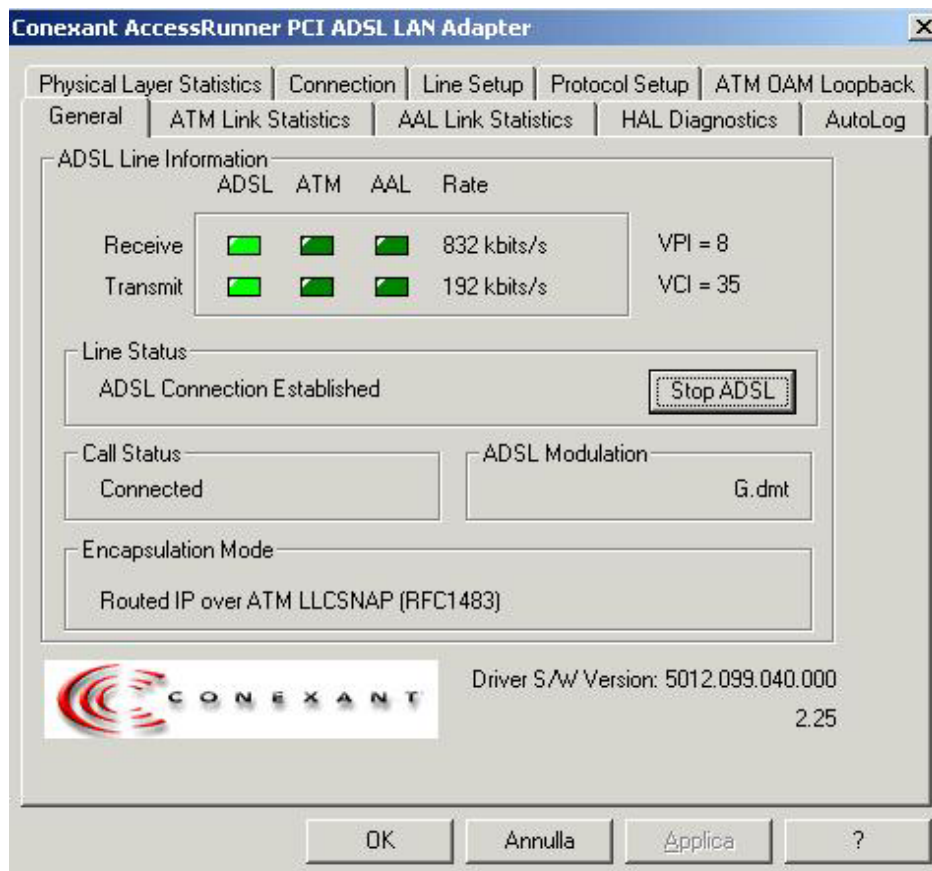 Conexant AccessRunner PCI ADSL LAN Adapter
Physical Layer Statistics Connection Line Setup Protocol Setup ATM OAM Loopback
General ATM Link Statistics AAL Link Statistics HAL Diagnostics AutoLog
ADSL Line Information
ADSL ATM AAL Rate
Receive 832 kbits/s VPI = 8
Transmit 192 kbits/s VCI = 35
Line Status
ADSL Connection Established Stop ADSL
Call Status ADSL Modulation
Connected G.dmt
Encapsulation Mode
Routed IP over ATM LLCSNAP (RFC1483)
CONEXANT Driver S/W Version: 5012.099.040.000
2.25
OK Annulla Applica ?